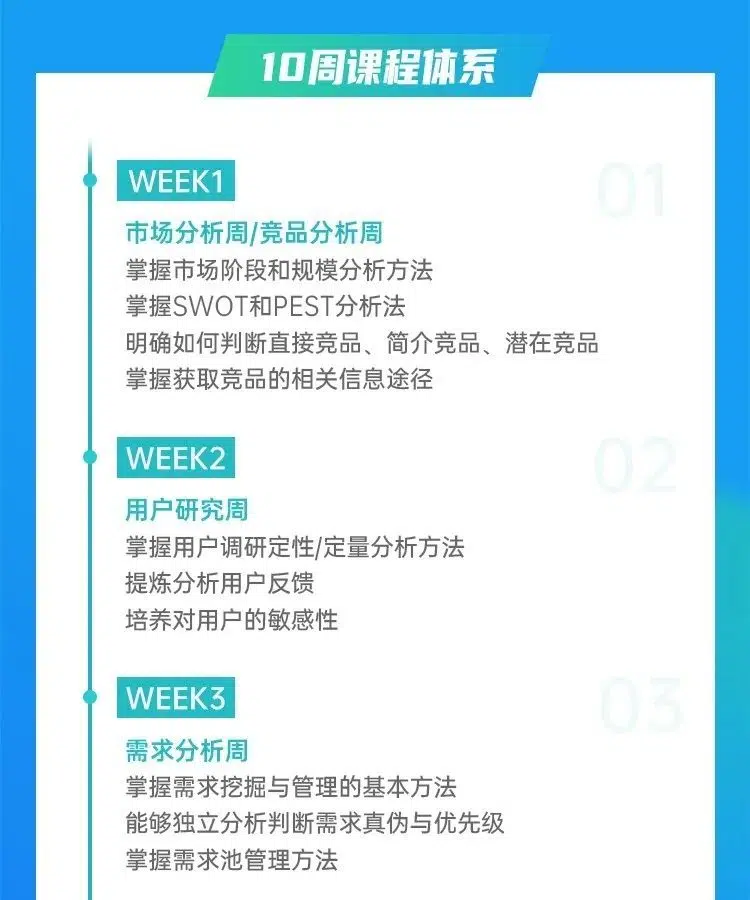 10周课程体系
01
WEEK1
市场分析周/竞品分析周
掌握市场阶段和规模分析方法
掌握SWOT和PEST分析法
明确如何判断直接竞品、简介竞品、潜在竞品
掌握获取竞品的相关信息途径
02
WEEK2
用户研究周
掌握用户调研定性/定量分析方法
提炼分析用户反馈
培养对用户的敏感性
03
WEEK3
需求分析周
掌握需求挖掘与管理的基本方法
能够独立分析判断需求真伪与优先级
掌握需求池管理方法